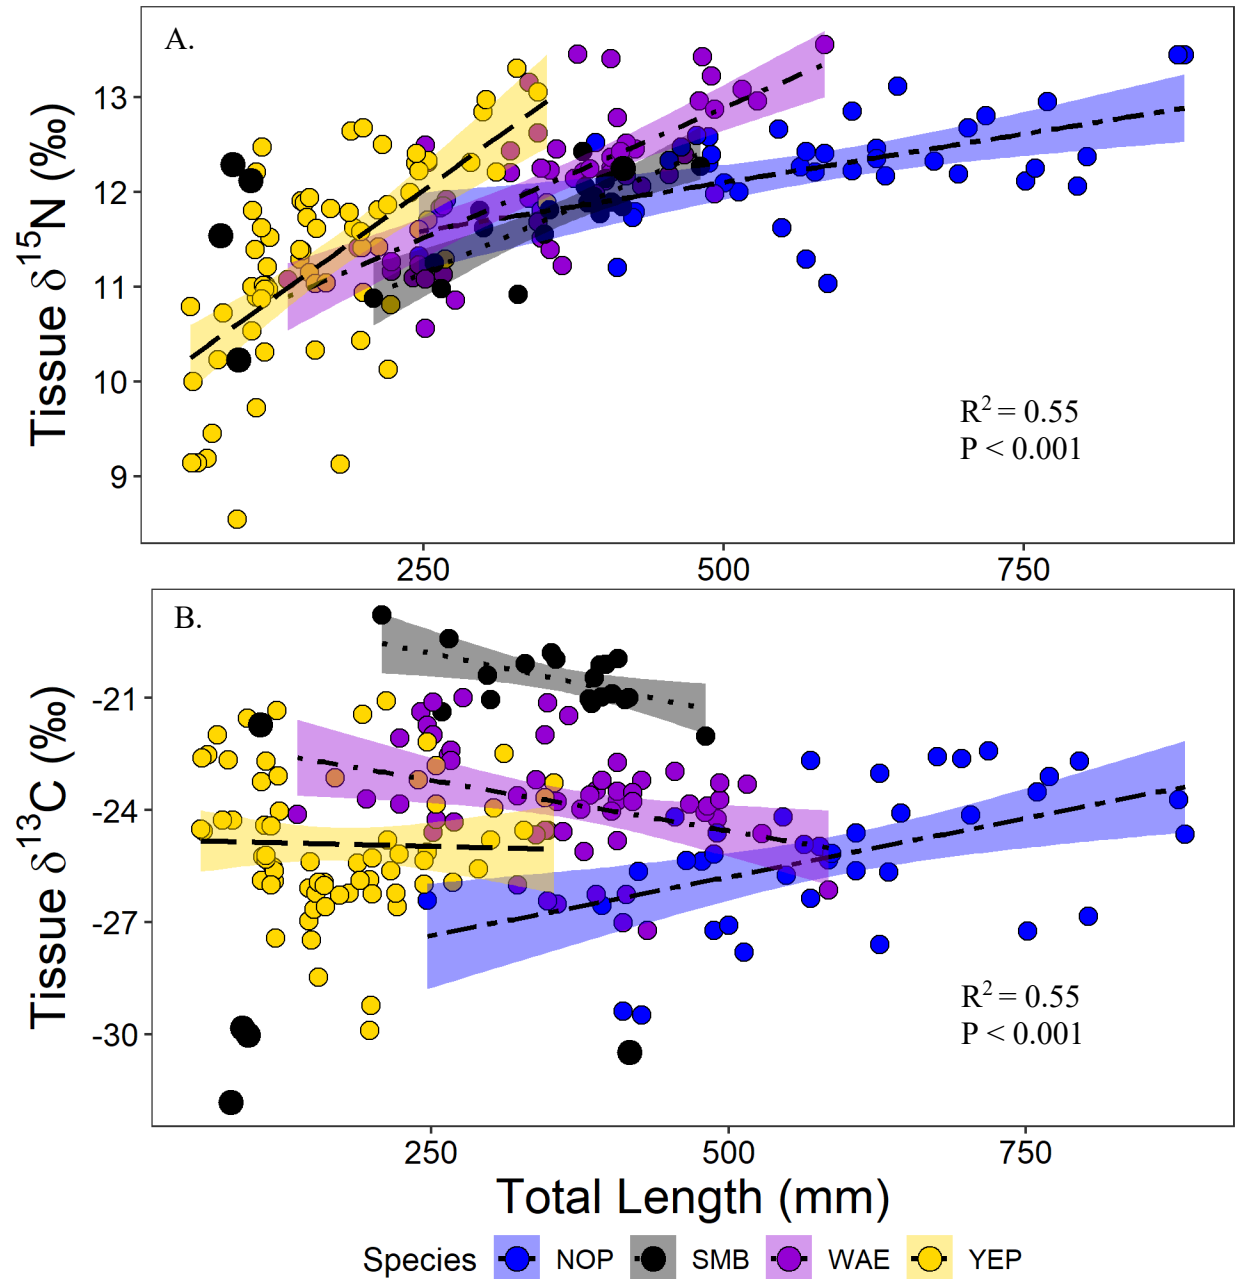 A.
Tissue δ15N (‰)
13
12
11
10
9
R2 = 0.55
P < 0.001
250
500
750
B.
Tissue δ13C (‰)
-21
-24
-27
-30
R2 = 0.55
P < 0.001
250
500
750
Total Length (mm)
Species NOP SMB WAE YEP